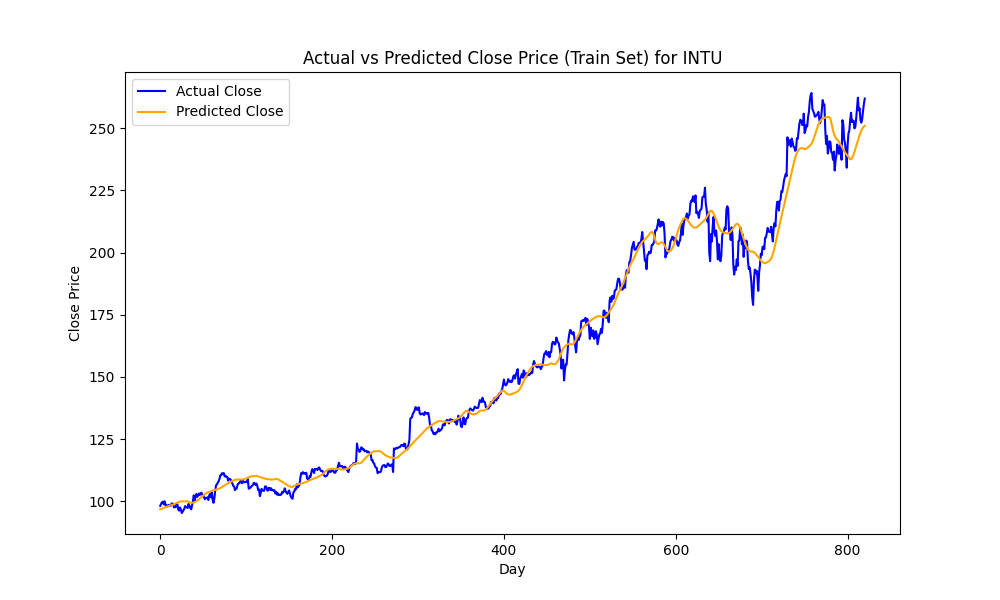 Actual vs Predicted Close Price (Train Set) for INTU
Actual Close
Predicted Close
Close Price
250
225
200
175
150
125
100
0 200 400 600 800
Day